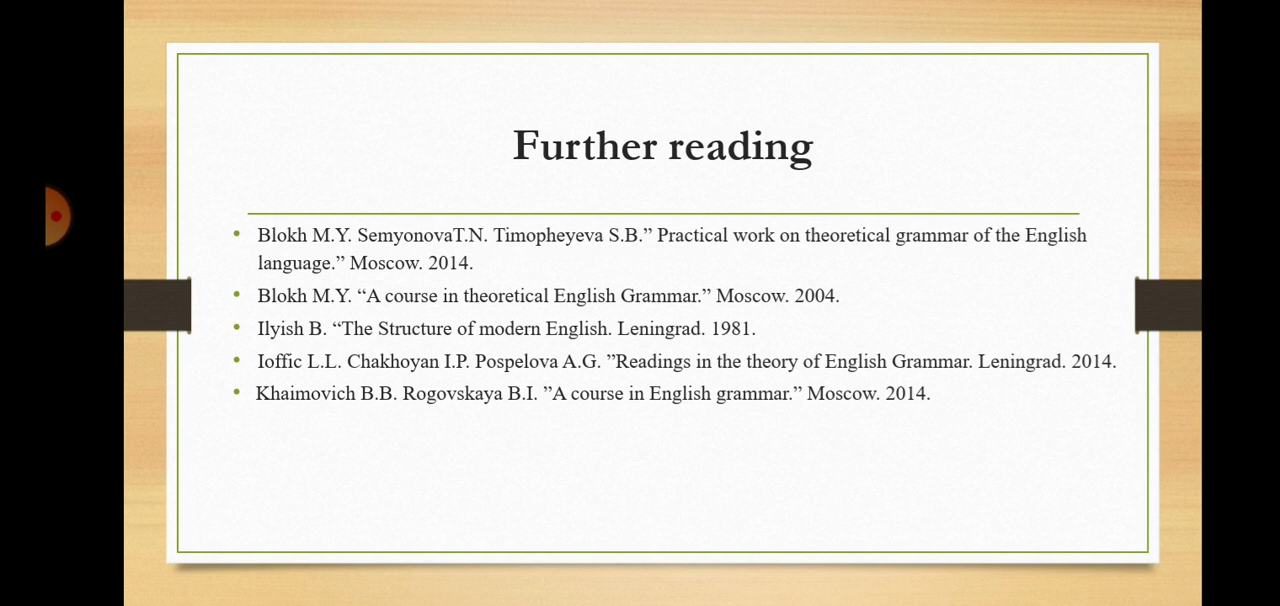 Further reading
Blokh M.Y. SemyonovaT.N. Timopheyeva S.B.” Practical work on theoretical grammar of the English
language.” Moscow. 2014.
Blokh M.Y. “A course in theoretical English Grammar.” Moscow. 2004.
Ilyish B. “The Structure of modern English. Leningrad. 1981.
Ioffic L.L. Chakhoyan I.P. Pospelova A.G. ”Readings in the theory of English Grammar. Leningrad. 2014.
Khaimovich B.B. Rogovskaya B.I. ”A course in English grammar.” Moscow. 2014.